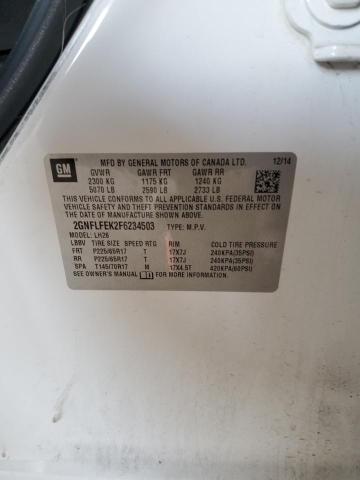 GM
MFD BY GENERAL MOTORS OF CANADA LTD. 12/14
GVWR GAWR FRT GAWR RR
2300 KG 1175 KG 1240 KG
5070 LB 2590 LB 2733 LB
THIS VEHICLE CONFORMS TO ALL APPLICABLE U.S. FEDERAL MOTOR
VEHICLE SAFETY AND THEFT PREVENTION STANDARDS IN EFFECT ON
THE DATE OF MANUFACTURE SHOWN ABOVE.
2GNFLFEK2F6234503 TYPE: M.P.V.
MODEL: LH26
TIRE SIZE SPEED RTG RIM COLD TIRE PRESSURE
FRT P225/65R17 T 17X7J 240KPA(35PSI)
RR P225/65R17 T 17X7J 240KPA(35PSI)
SPA T145/70R17 M 17X4.5T 420KPA(60PSI)
SEE OWNER'S MANUAL FOR MORE INFORMATION.